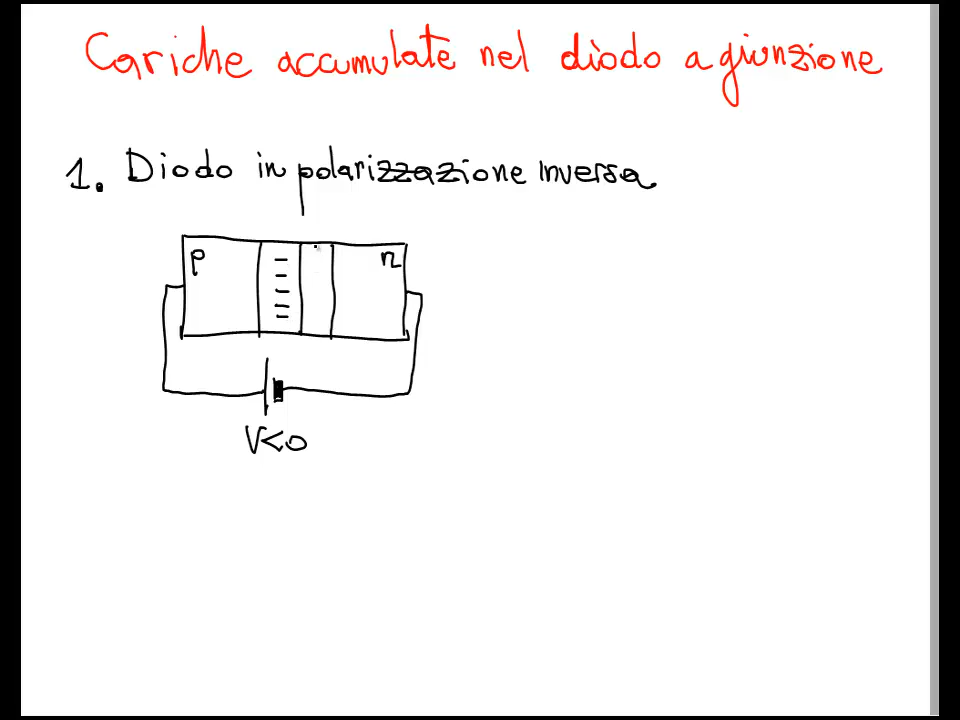 Cariche accumulate nel diodo a giunzione
1. Diodo in polarizzazione inversa
p n
V<0